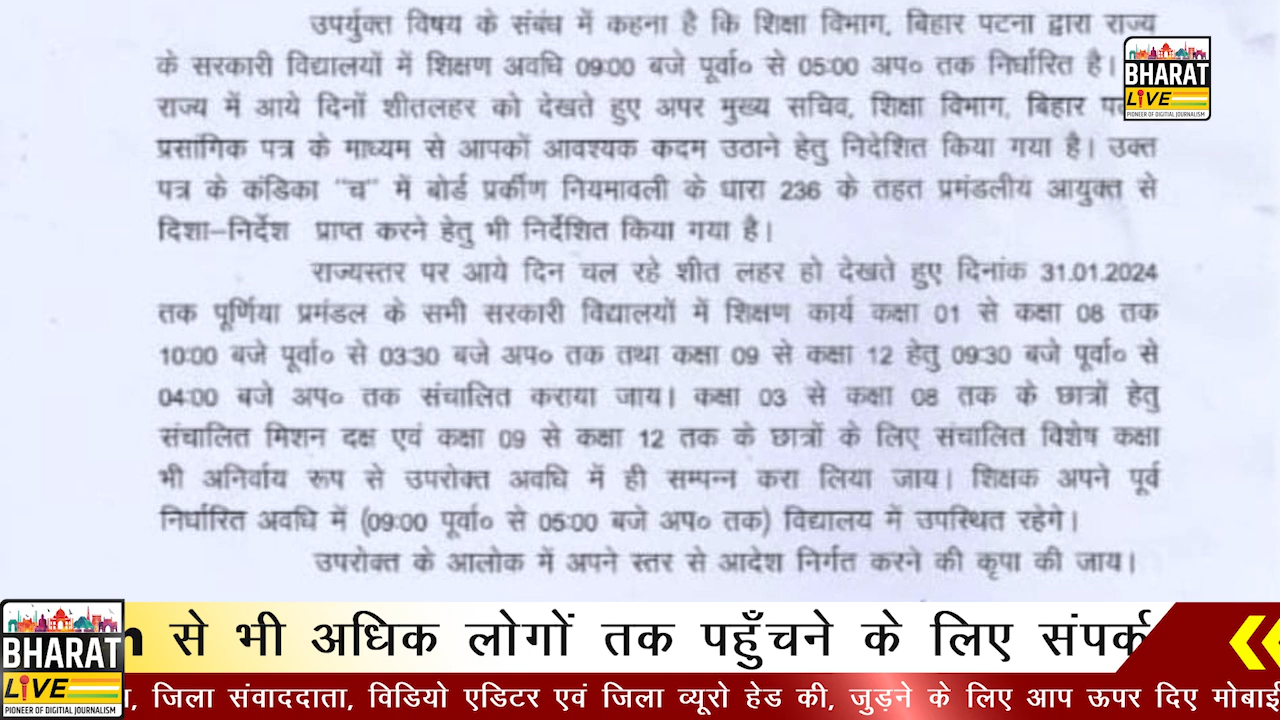 उपर्युक्त विषय के संबंध में कहना है कि शिक्षा विभाग, बिहार पटना द्वारा राज्य
के सरकारी विद्यालयों में शिक्षण अवधि 09:00 बजे पूर्वा० से 05:00 अप० तक निर्धारित है।
राज्य में आये दिनों शीतलहर को देखते हुए अपर मुख्य सचिव, शिक्षा विभाग, बिहार
प्रसांगिक पत्र के माध्यम से आपकों आवश्यक कदम उठाने हेतु निदेशित किया गया है। उक्त
पत्र के कंडिका "च" में बोर्ड प्रर्कीण नियमावली के धारा 236 के तहत प्रमंडलीय आयुक्त से
दिशा–निर्देश प्राप्त करने हेतु भी निर्देशित किया गया है।
राज्यस्तर पर आये दिन चल रहे शीत लहर हो देखते हुए दिनांक 31.01.2024
तक पूर्णिया प्रमंडल के सभी सरकारी विद्यालयों में शिक्षण कार्य कक्षा 01 से कक्षा 08 तक
10:00 बजे पूर्वा० से 03:30 बजे अप० तक तथा कक्षा 09 से कक्षा 12 हेतु 09:30 बजे पूर्वा० से
04:00 बजे अप० तक संचालित कराया जाय। कक्षा 03 से कक्षा 08 तक के छात्रों हेतु
संचालित मिशन दक्ष एवं कक्षा 09 से कक्षा 12 तक के छात्रों के लिए संचालित विशेष कक्षा
भी अनिर्वाय रूप से उपरोक्त अवधि में ही सम्पन्न करा लिया जाय। शिक्षक अपने पूर्व
निर्धारित अवधि में (09:00 पूर्वा० से 05:00 बजे अप० तक) विद्यालय में उपस्थित रहेगे।
उपरोक्त के आलोक में अपने स्तर से आदेश निर्गत करने की कृपा की जाय।
BHARAT
LIVE
PIONEER OF DIGITIAL JOURNALISM
से भी अधिक लोगों तक पहुँचने के लिए संपर्क
BHARAT
LIVE
PIONEER OF DIGITIAL JOURNALISM
, जिला संवाददाता, विडियो एडिटर एवं जिला व्यूरो हेड की, जुड़ने के लिए आप ऊपर दिए मोबाई